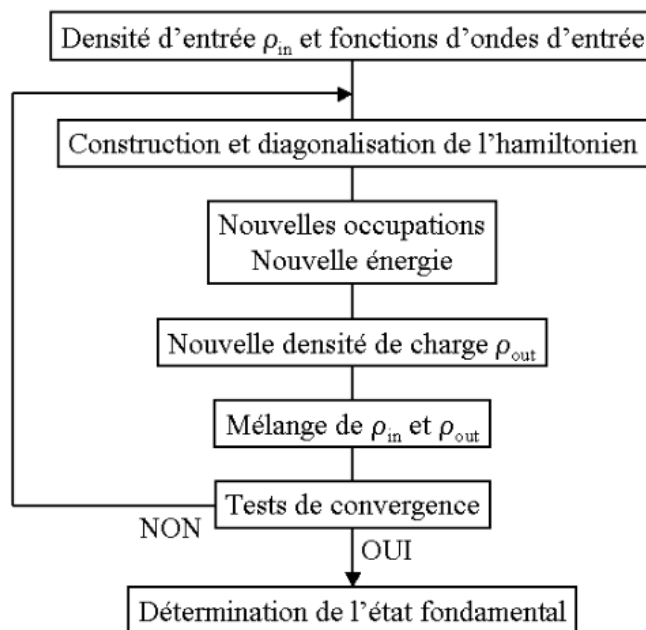 Densité d’entrée ρin et fonctions d’ondes d’entrée
Construction et diagonalisation de l’hamiltonien
Nouvelles occupations
Nouvelle énergie
Nouvelle densité de charge ρout
Mélange de ρin et ρout
Tests de convergence
NON
OUI
Détermination de l’état fondamental